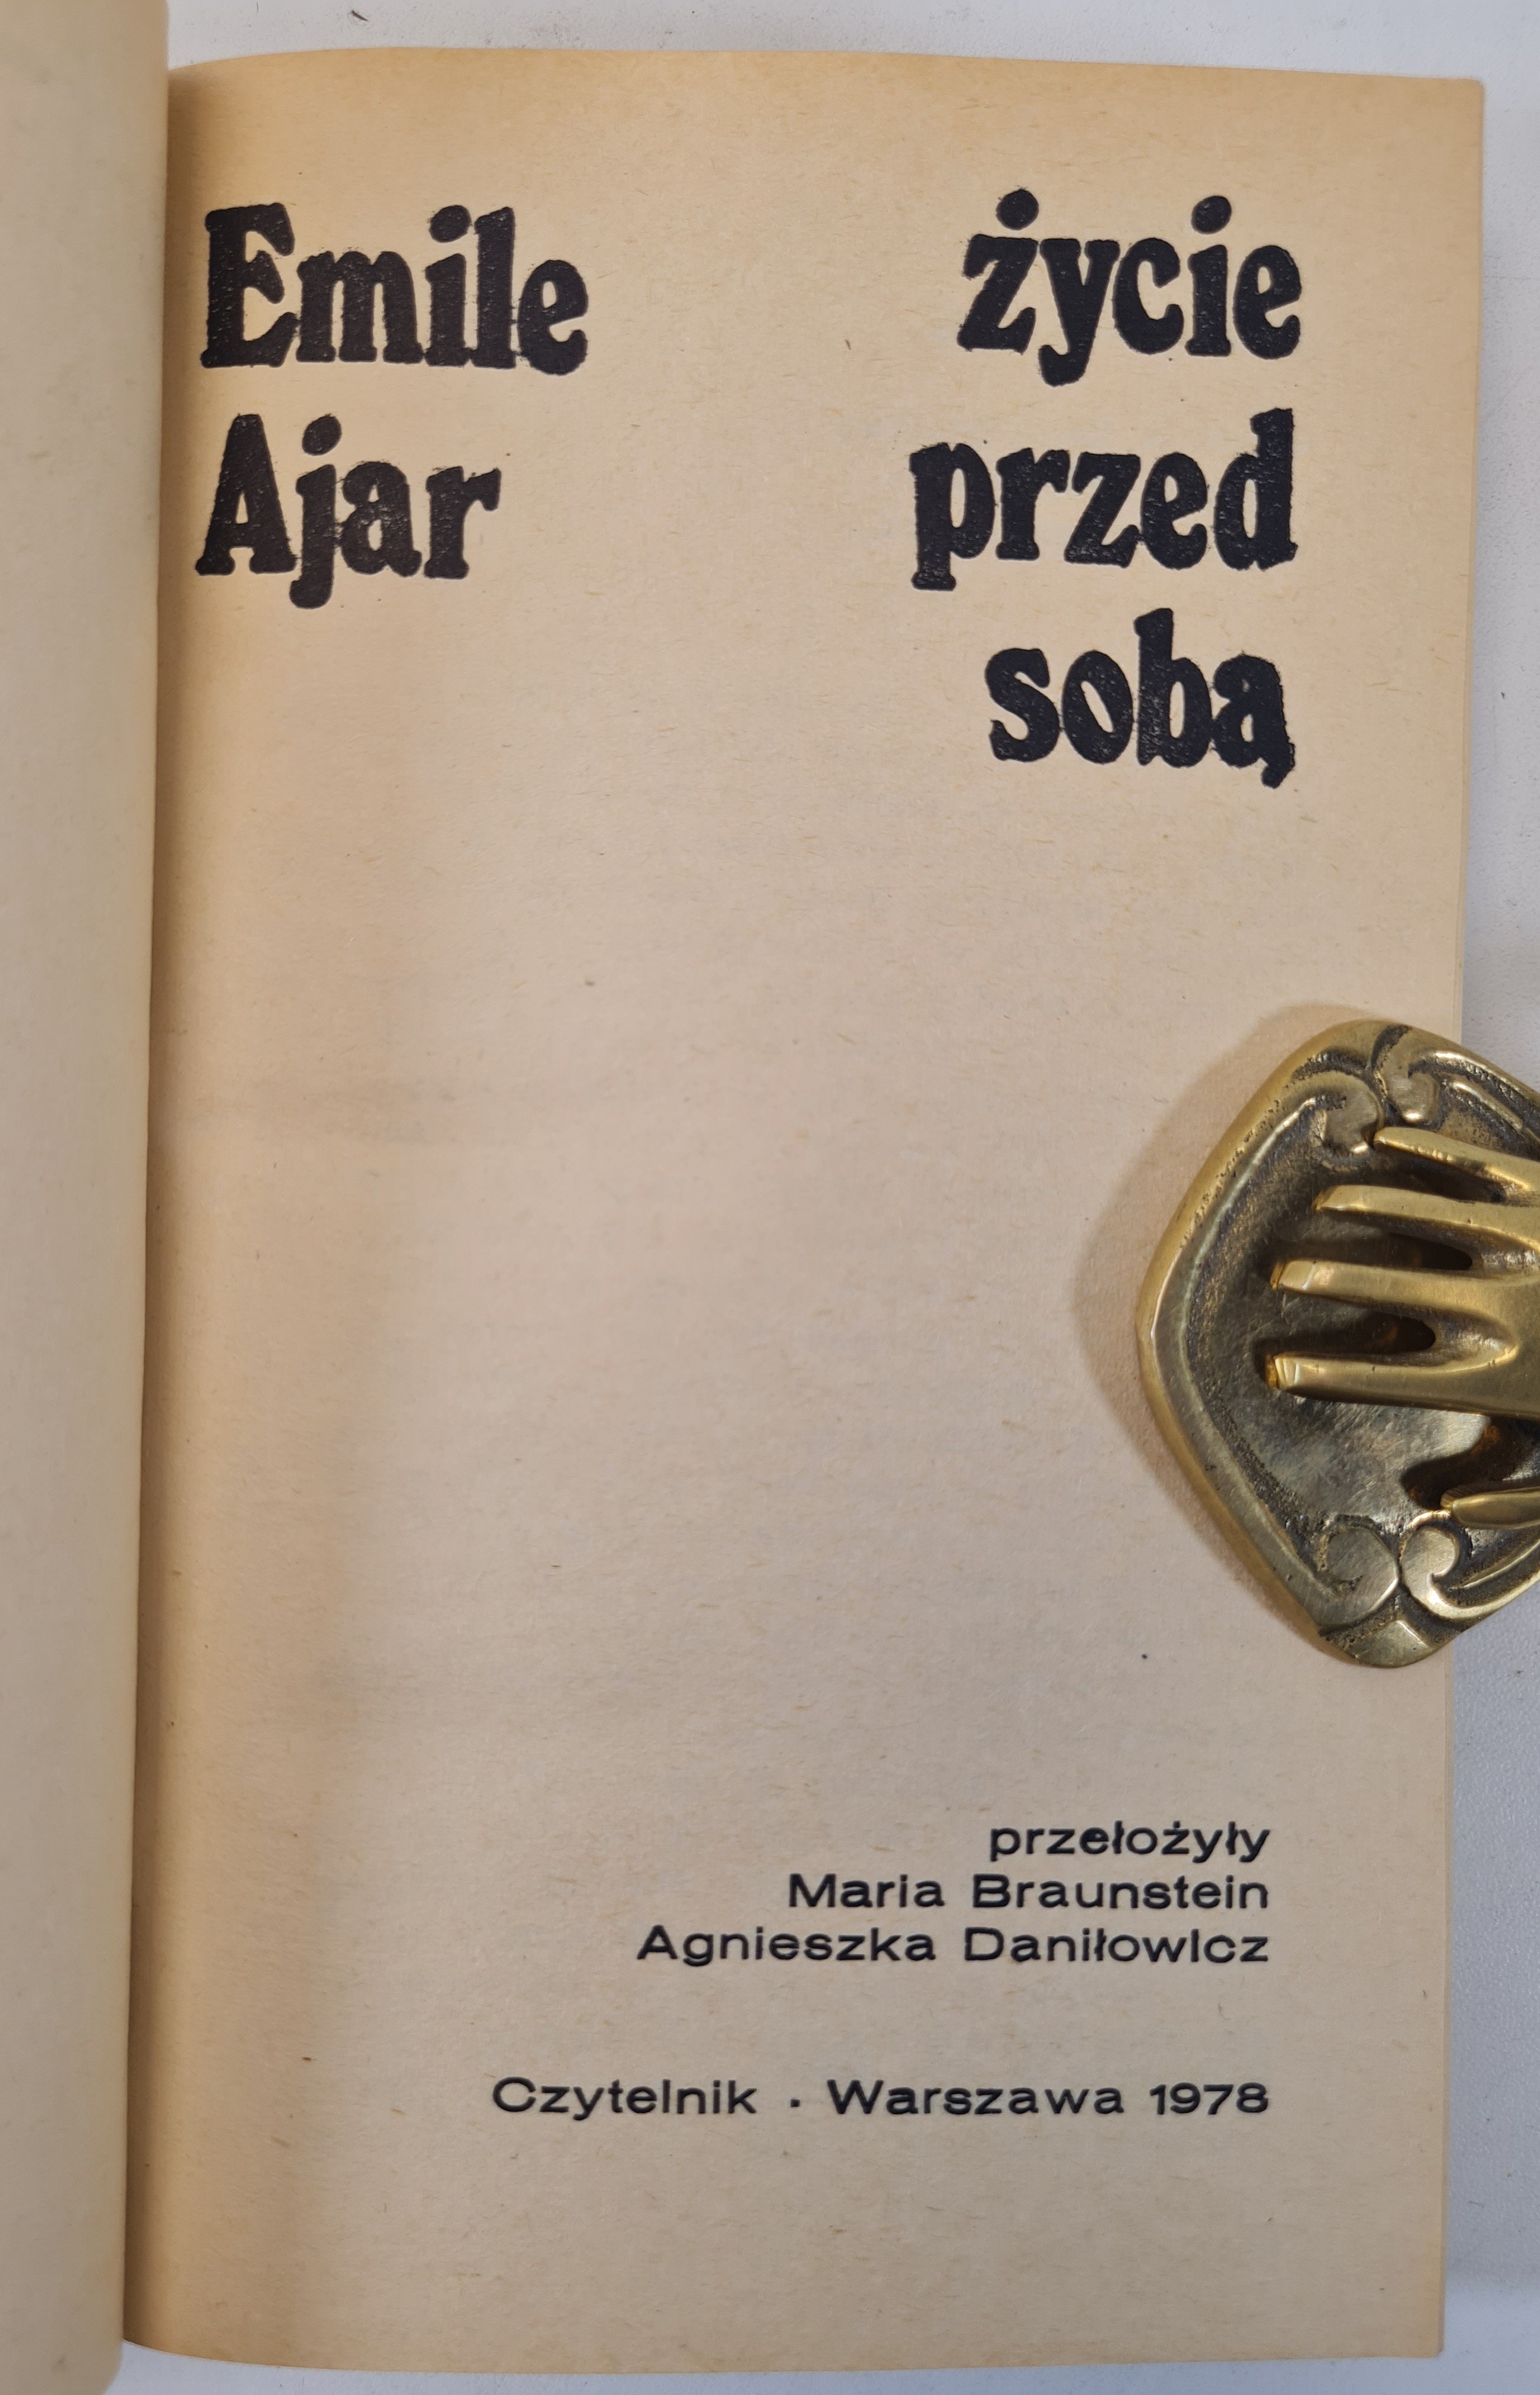 Emile
Ajar
życie
przed
sobą
przełożyły
Maria Braunstein
Agnieszka Daniłowicz
Czytelnik · Warszawa 1978